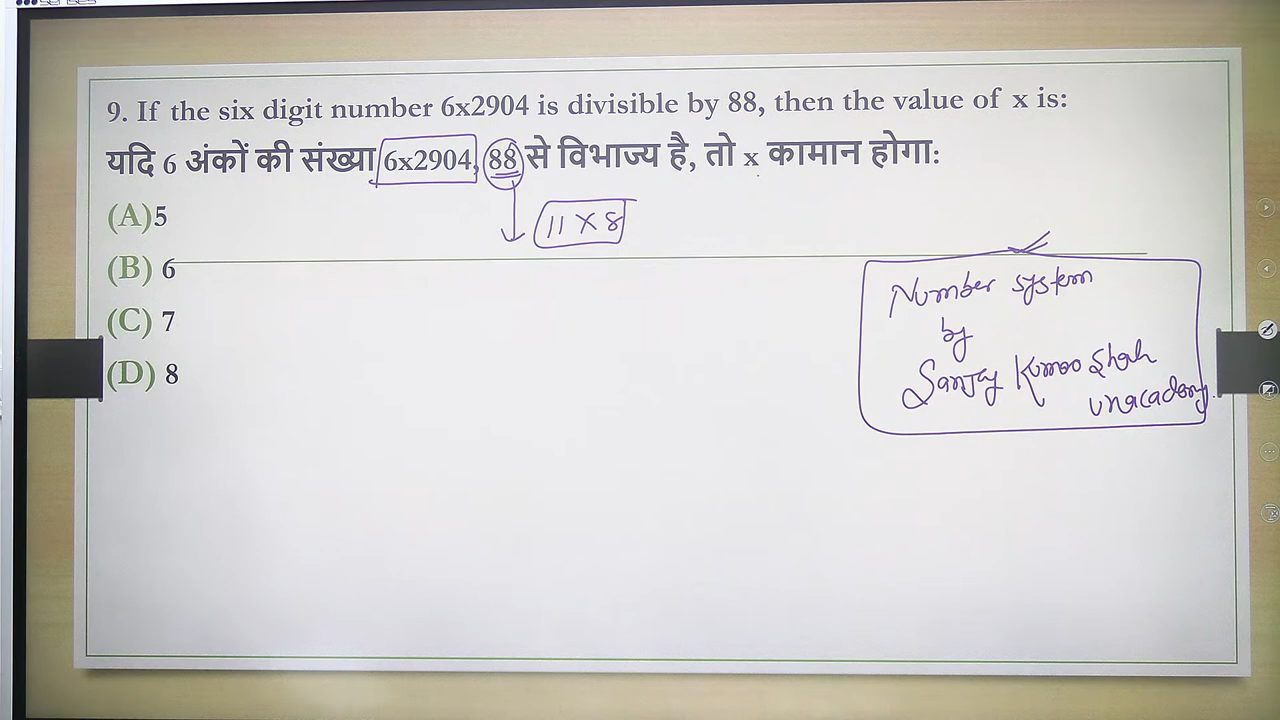 9. If the six digit number 6x2904 is divisible by 88, then the value of x is:
यदि 6 अंकों की संख्या 6x2904, 88 से विभाज्य है, तो x कामान होगा:
(A)5
11 X 8
(B) 6
(C) 7
(D) 8
Number system
by
Sanjay Kumar Shah
unacademy.